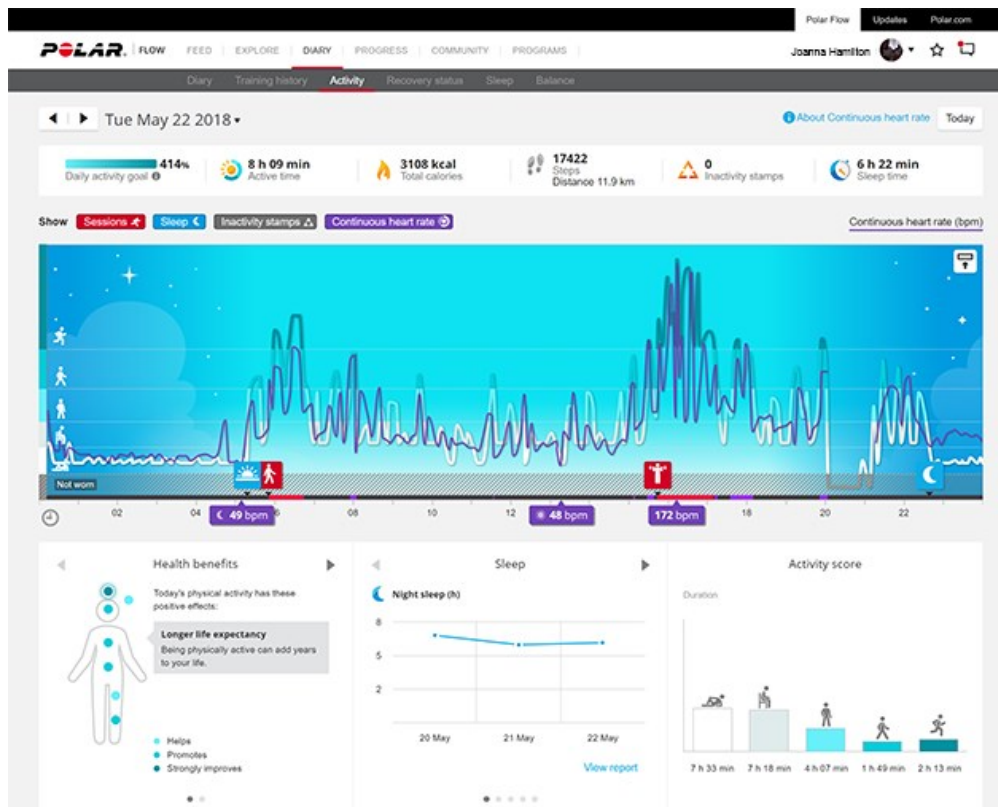 Polar Flow Updates Polar.com
POLAR. FLOW FEED EXPLORE DIARY PROGRESS COMMUNITY PROGRAMS Joanna Hamilton
Diary Training history Activity Recovery status Sleep Balance
Tue May 22 2018 About Continuous heart rate Today
414% 8 h 09 min 3108 kcal 17422 0 6 h 22 min
Daily activity goal Active time Total calories Steps Inactivity stamps Sleep time
Distance 11.9 km
Show Sessions Sleep Inactivity stamps Continuous heart rate Continuous heart rate (bpm)
Not worn
02 04 06 08 10 12 18 20 22
49 bpm 48 bpm 172 bpm
Health benefits
Today's physical activity has these
positive effects:
Longer life expectancy
Being physically active can add years
to your life.
Helps
Promotes
Strongly improves
Sleep
Night sleep (h)
8
5
2
20 May 21 May 22 May
View report
Activity score
Duration
7 h 33 min 7 h 18 min 4 h 07 min 1 h 49 min 2 h 13 min